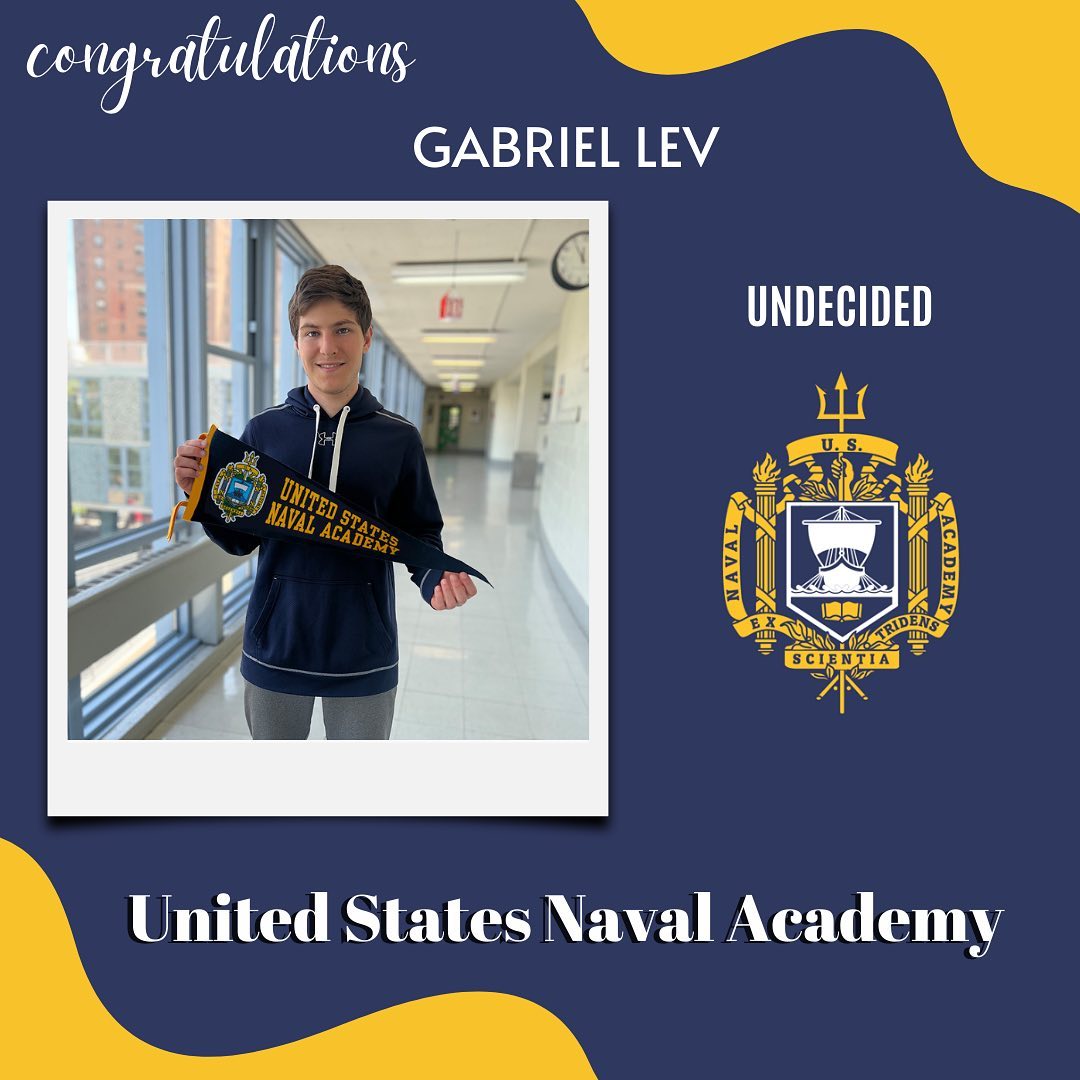 congratulations
GABRIEL LEV
UNDECIDED
UNITED STATES
NAVAL ACADEMY
U. S.
NAVAL
ACADEMY
EX
SCIENTIA
TRIDENS
United States Naval Academy